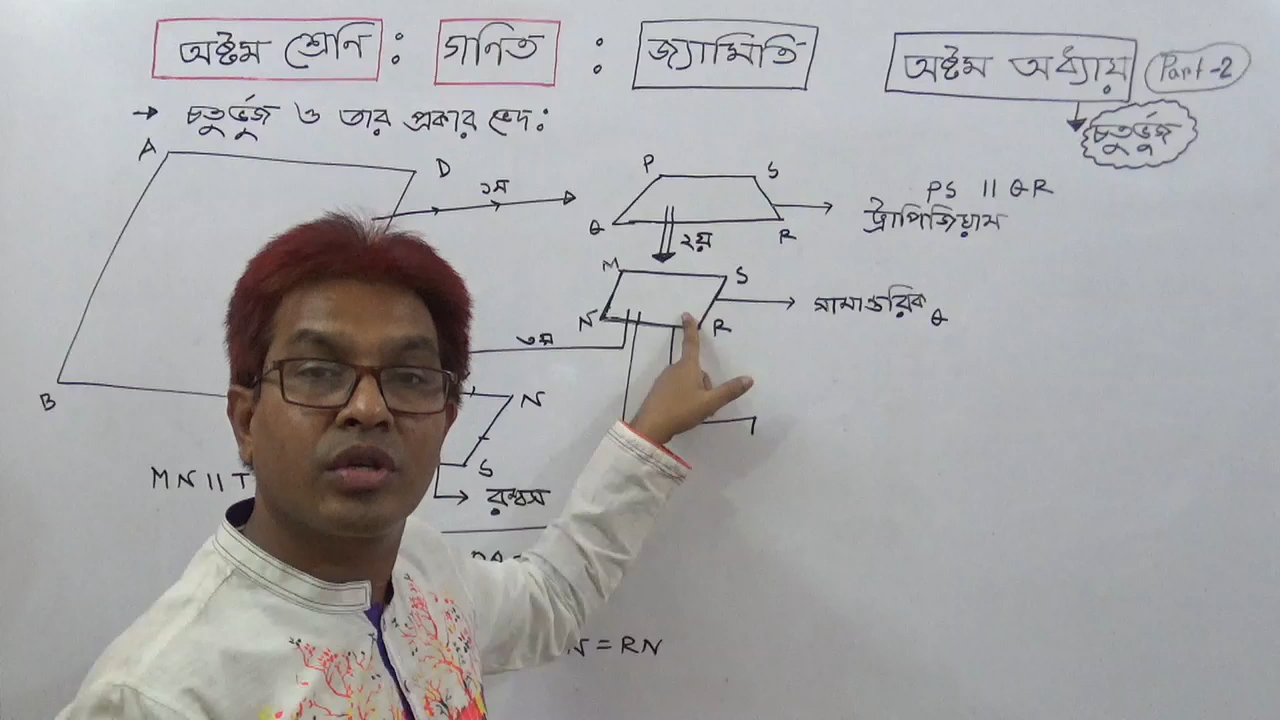 অষ্টম শ্রেনি : গনিত : জ্যামিতি
অষ্টম অধ্যায় Part-2
→ চতুর্ভুজ ও তার প্রকার ভেদ:
চতুর্ভুজ
A
D
১ম
B
P
S
Q
R
PS || QR
ট্রাপিজিয়াম
২য়
M
S
N
R
সামান্তরিক
৩য়
N
S
MN || T
রম্বস
N = RN